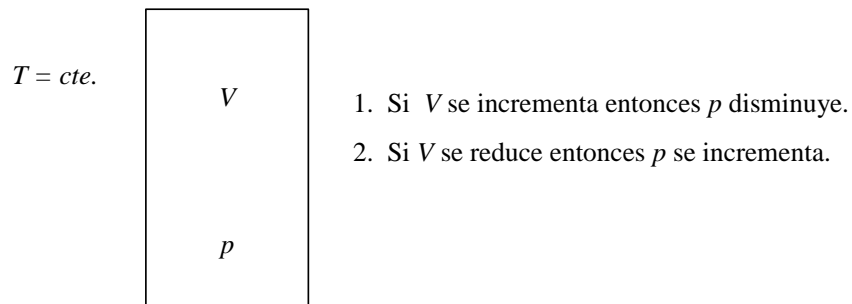 T = cte.
V
1. Si V se incrementa entonces p disminuye.
2. Si V se reduce entonces p se incrementa.
p